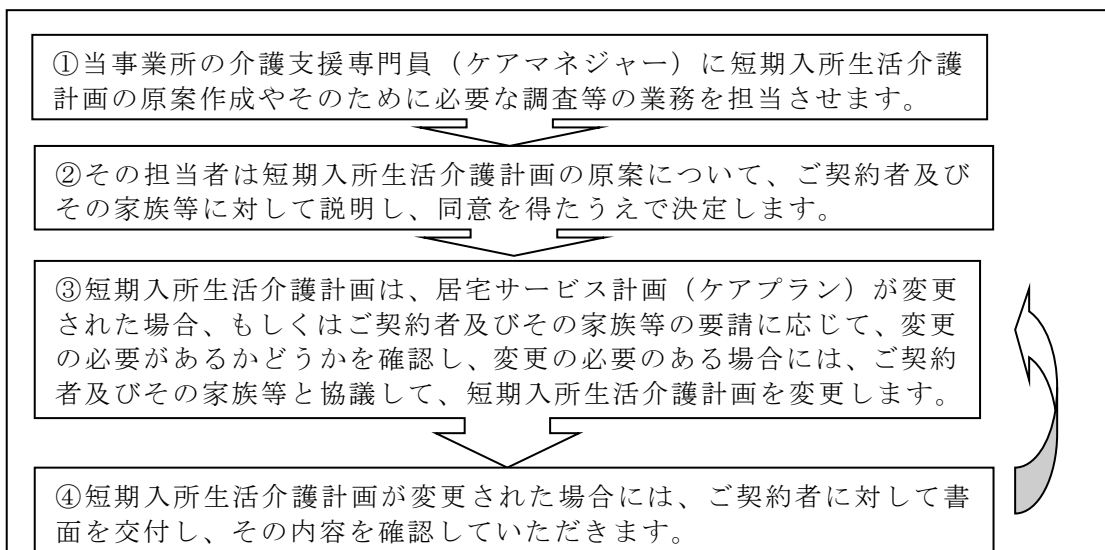 ①当事業所の介護支援専門員（ケアマネジャー）に短期入所生活介護
計画の原案作成やそのために必要な調査等の業務を担当させます。
②その担当者は短期入所生活介護計画の原案について、ご契約者及び
その家族等に対して説明し、同意を得たうえで決定します。
③短期入所生活介護計画は、居宅サービス計画（ケアプラン）が変更
された場合、もしくはご契約者及びその家族等の要請に応じて、変更
の必要があるかどうかを確認し、変更の必要のある場合には、ご契約
者及びその家族等と協議して、短期入所生活介護計画を変更します。
④短期入所生活介護計画が変更された場合には、ご契約者に対して書
面を交付し、その内容を確認していただきます。